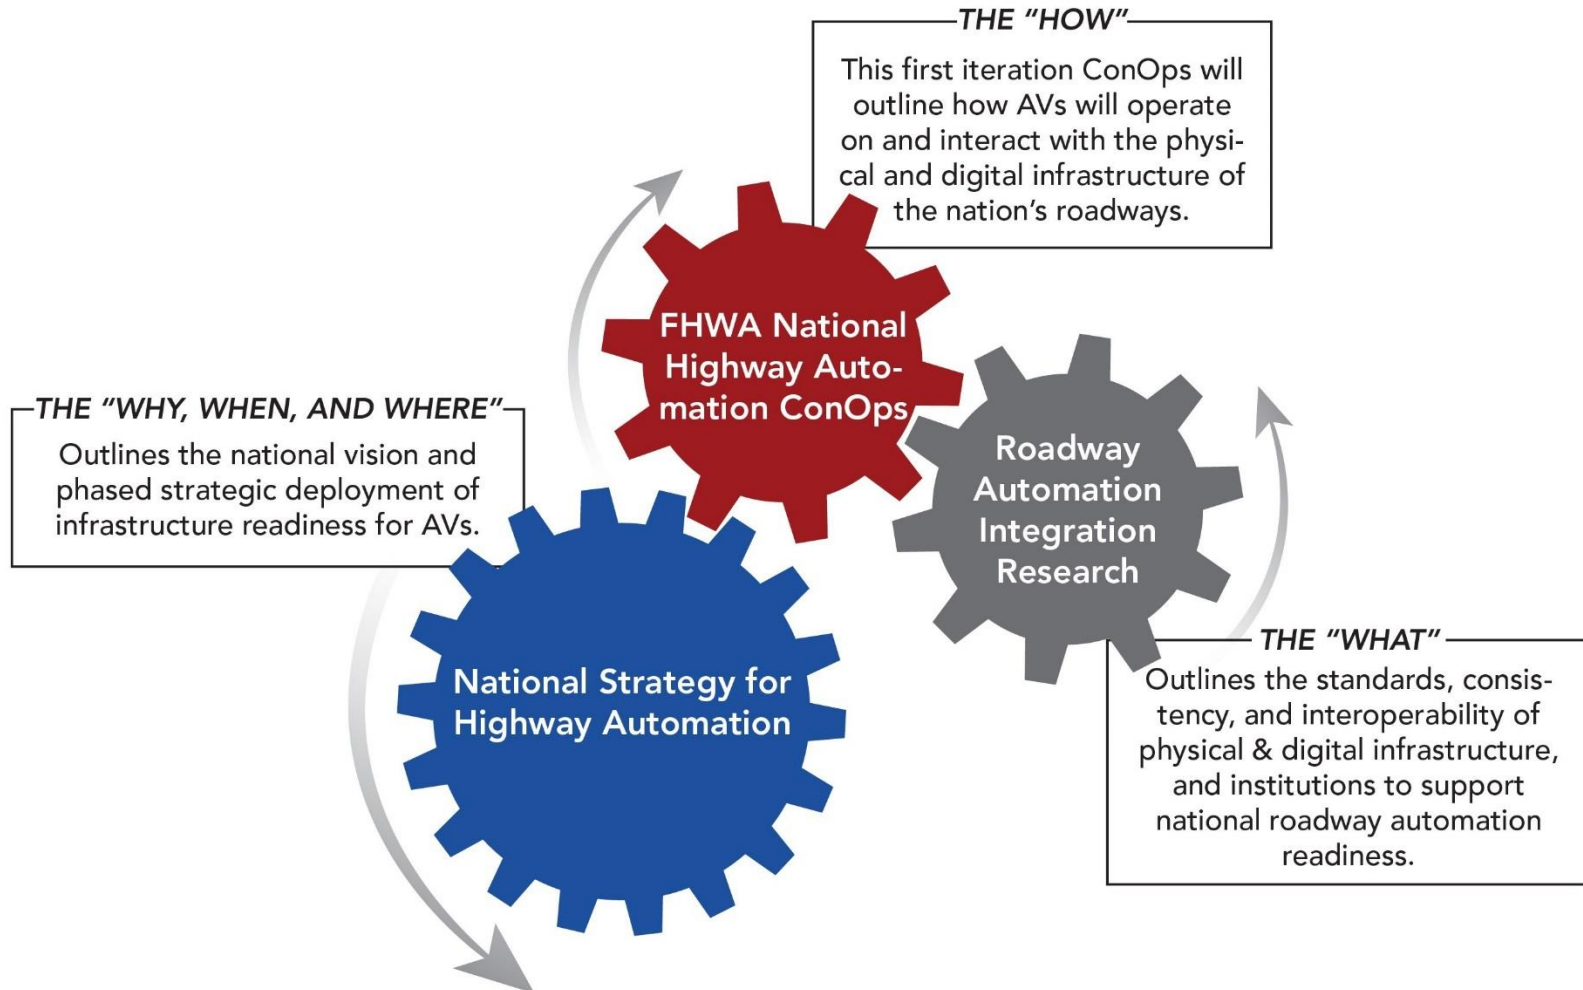 THE “HOW”
This first iteration ConOps will
outline how AVs will operate
on and interact with the physi-
cal and digital infrastructure of
the nation’s roadways.
FHWA National
Highway Auto-
mation ConOps
THE “WHY, WHEN, AND WHERE”
Outlines the national vision and
phased strategic deployment of
infrastructure readiness for AVs.
Roadway
Automation
Integration
Research
National Strategy for
Highway Automation
THE “WHAT”
Outlines the standards, consis-
tency, and interoperability of
physical & digital infrastructure,
and institutions to support
national roadway automation
readiness.